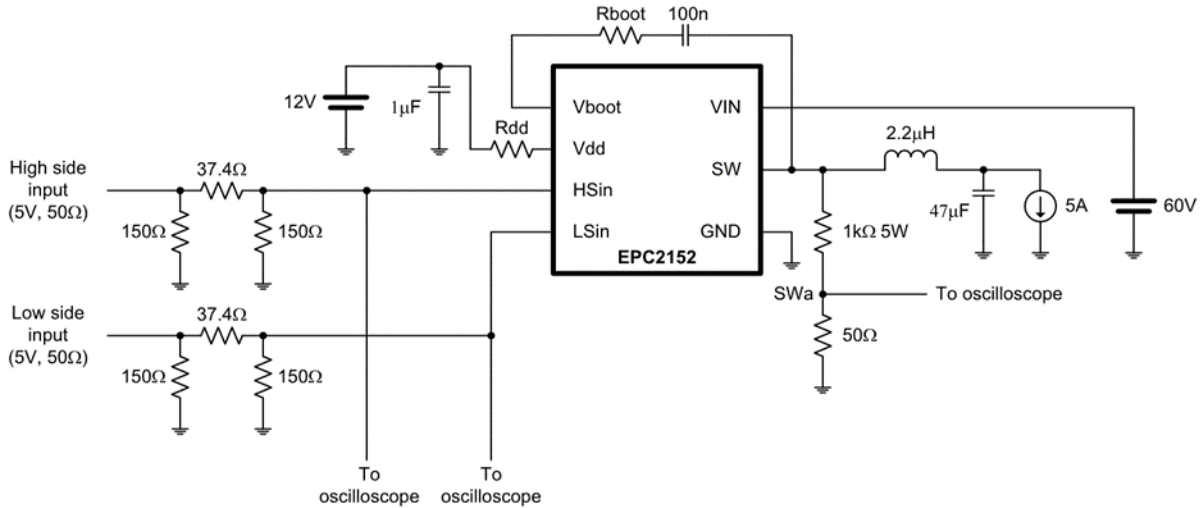 Rboot
100n
12V
1μF
Vboot
VIN
Rdd
2.2μH
High side
input
(5V, 50Ω)
37.4Ω
Vdd
SW
HSin
150Ω
150Ω
47μF
5A
60V
LSin
GND
1kΩ 5W
EPC2152
Low side
input
(5V, 50Ω)
37.4Ω
SWa
To oscilloscope
150Ω
150Ω
50Ω
To
oscilloscope
To
oscilloscope